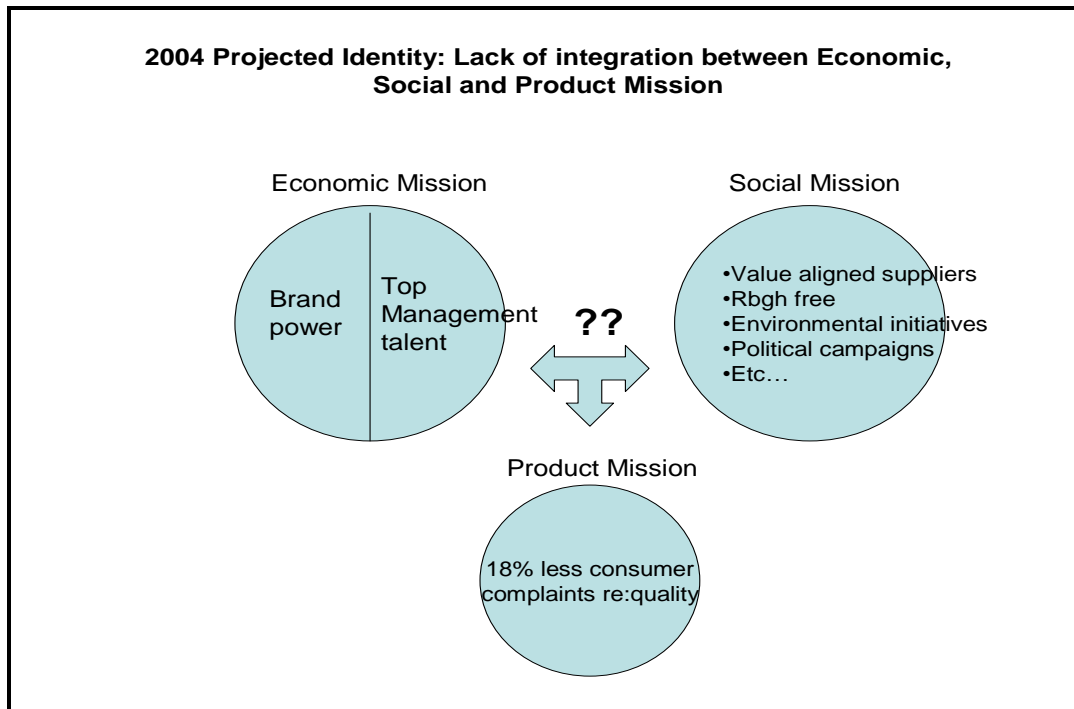 2004 Projected Identity: Lack of integration between Economic,
Social and Product Mission
Economic Mission
Social Mission
Brand
power
Top
Management
talent
??
•Value aligned suppliers
•Rbgh free
•Environmental initiatives
•Political campaigns
•Etc…
Product Mission
18% less consumer
complaints re:quality